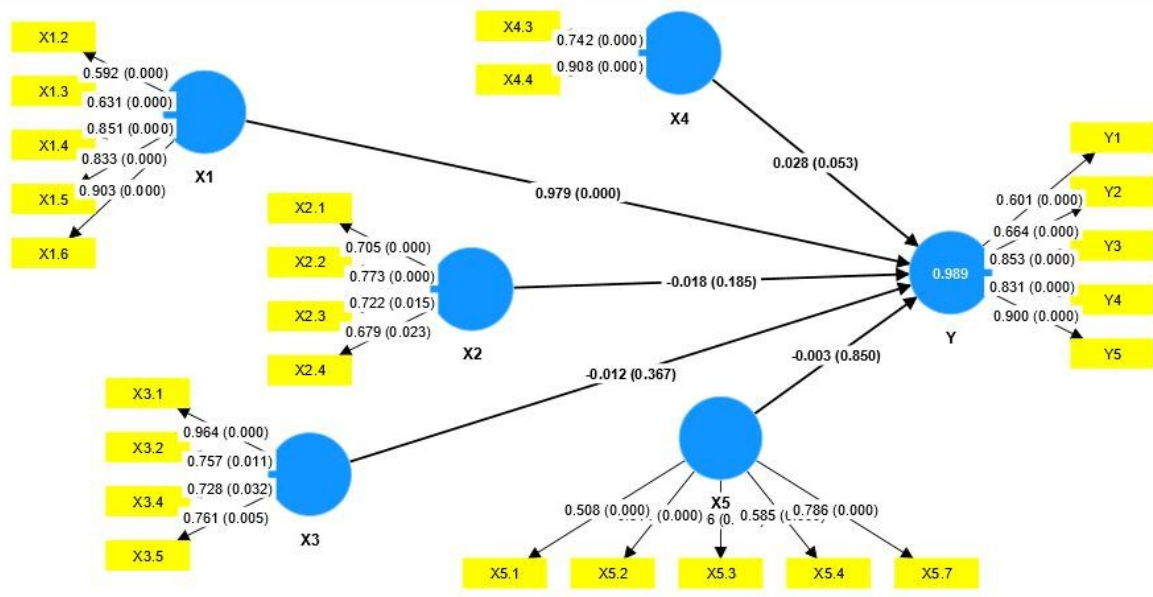 X1.2
X1.3
X1.4
X1.5
X1.6
0.592 (0.000)
0.631 (0.000)
0.851 (0.000)
0.833 (0.000)
0.903 (0.000)
X1
X4.3
X4.4
0.742 (0.000)
0.908 (0.000)
X4
0.028 (0.053)
0.979 (0.000)
X2.1
X2.2
X2.3
X2.4
0.705 (0.000)
0.773 (0.000)
0.722 (0.015)
0.679 (0.023)
X2
-0.018 (0.185)
X3.1
X3.2
X3.4
X3.5
0.964 (0.000)
0.757 (0.011)
0.728 (0.032)
0.761 (0.005)
X3
-0.012 (0.367)
-0.003 (0.850)
0.989
Y
0.601 (0.000)
0.664 (0.000)
0.853 (0.000)
0.831 (0.000)
0.900 (0.000)
Y1
Y2
Y3
Y4
Y5
X5
0.508 (0.000)
(0.000)
0.585
0.786 (0.000)
X5.1
X5.2
X5.3
X5.4
X5.7